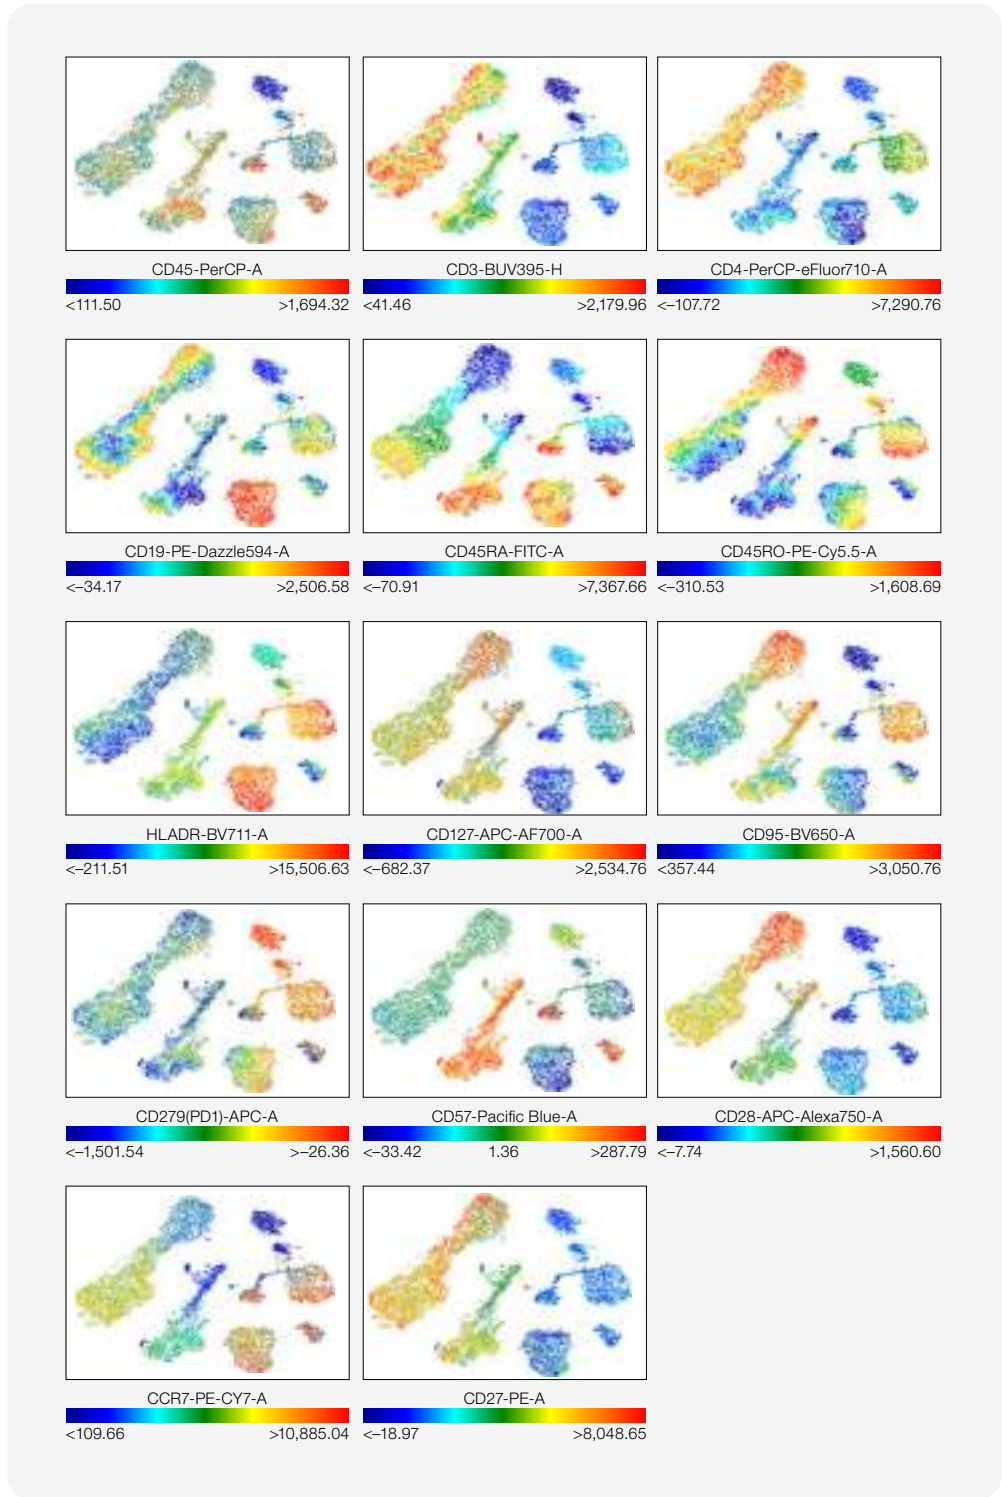 CD45-PerCP-A
CD3-BUV395-H
CD4-PerCP-eFluor710-A
<111.50 >1,694.32
<41.46 >2,179.96
<–107.72 >7,290.76
CD19-PE-Dazzle594-A
CD45RA-FITC-A
CD45RO-PE-Cy5.5-A
<–34.17 >2,506.58
<–70.91 >7,367.66
<–310.53 >1,608.69
HLADR-BV711-A
CD127-APC-AF700-A
CD95-BV650-A
<–211.51 >15,506.63
<–682.37 >2,534.76
<357.44 >3,050.76
CD279(PD1)-APC-A
CD57-Pacific Blue-A
CD28-APC-Alexa750-A
<–1,501.54 >–26.36
<–33.42 1.36 >287.79
<–7.74 >1,560.60
CCR7-PE-CY7-A
CD27-PE-A
<109.66 >10,885.04
<–18.97 >8,048.65